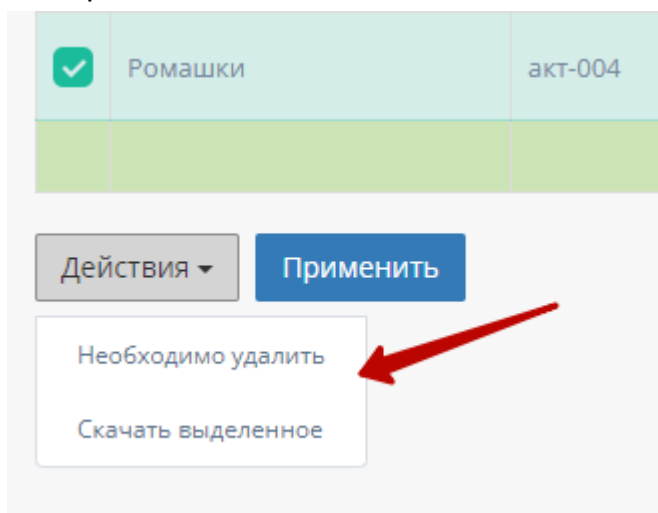 Ромашки акт-004
Действия Применить
Необходимо удалить
Скачать выделенное